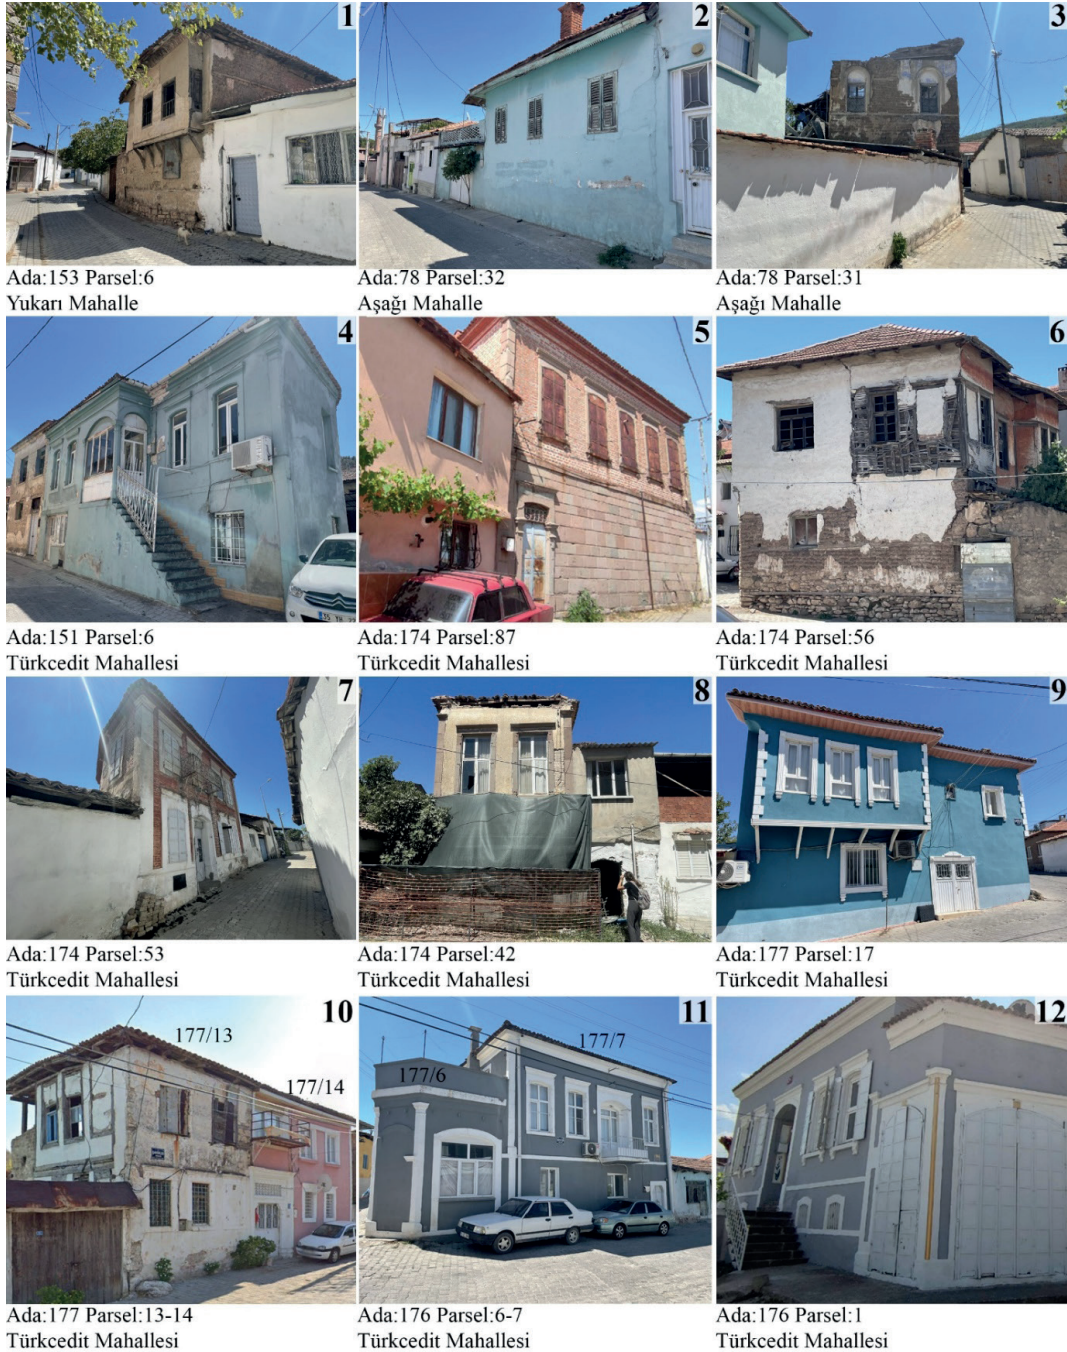 1
2
3
Ada:153 Parsel:6
Yukarı Mahalle
Ada:78 Parsel:32
Aşağı Mahalle
Ada:78 Parsel:31
Aşağı Mahalle
4
5
6
Ada:151 Parsel:6
Türkcedit Mahallesi
Ada:174 Parsel:87
Türkcedit Mahallesi
Ada:174 Parsel:56
Türkcedit Mahallesi
7
8
9
Ada:174 Parsel:53
Türkcedit Mahallesi
Ada:174 Parsel:42
Türkcedit Mahallesi
Ada:177 Parsel:17
Türkcedit Mahallesi
10
177/13
177/14
11
177/7
177/6
12
Ada:177 Parsel:13-14
Türkcedit Mahallesi
Ada:176 Parsel:6-7
Türkcedit Mahallesi
Ada:176 Parsel:1
Türkcedit Mahallesi